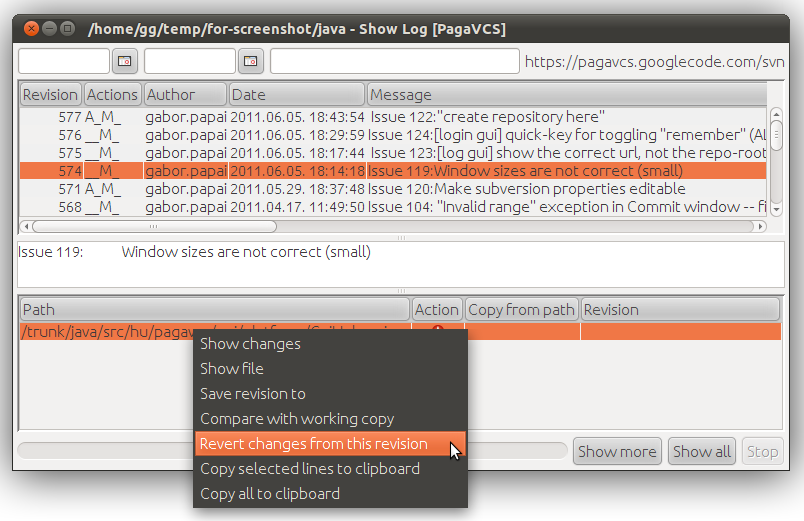 /home/gg/temp/for-screenshot/java - Show Log [PagaVCS]
https://pagavcs.googlecode.com/svn
Revision Actions Author Date Message
577 A_M_ gabor.papai 2011.06.05. 18:43:54 Issue 122:"create repository here"
576 __M_ gabor.papai 2011.06.05. 18:29:59 Issue 124:[login gui] quick-key for toggling "remember" (AL
575 __M_ gabor.papai 2011.06.05. 18:17:44 Issue 123:[log gui] show the correct url, not the repo-root
574 __M_ gabor.papai 2011.06.05. 18:14:18 Issue 119:Window sizes are not correct (small)
571 A_M_ gabor.papai 2011.05.29. 18:37:48 Issue 120:Make subversion properties editable
568 __M_ gabor.papai 2011.04.17. 11:49:50 Issue 104: "Invalid range" exception in Commit window -- fi
Issue 119: Window sizes are not correct (small)
Path Action Copy from path Revision
/trunk/java/src/hu/pagavcs
Show changes
Show file
Save revision to
Compare with working copy
Revert changes from this revision
Copy selected lines to clipboard
Copy all to clipboard
Show more Show all Stop